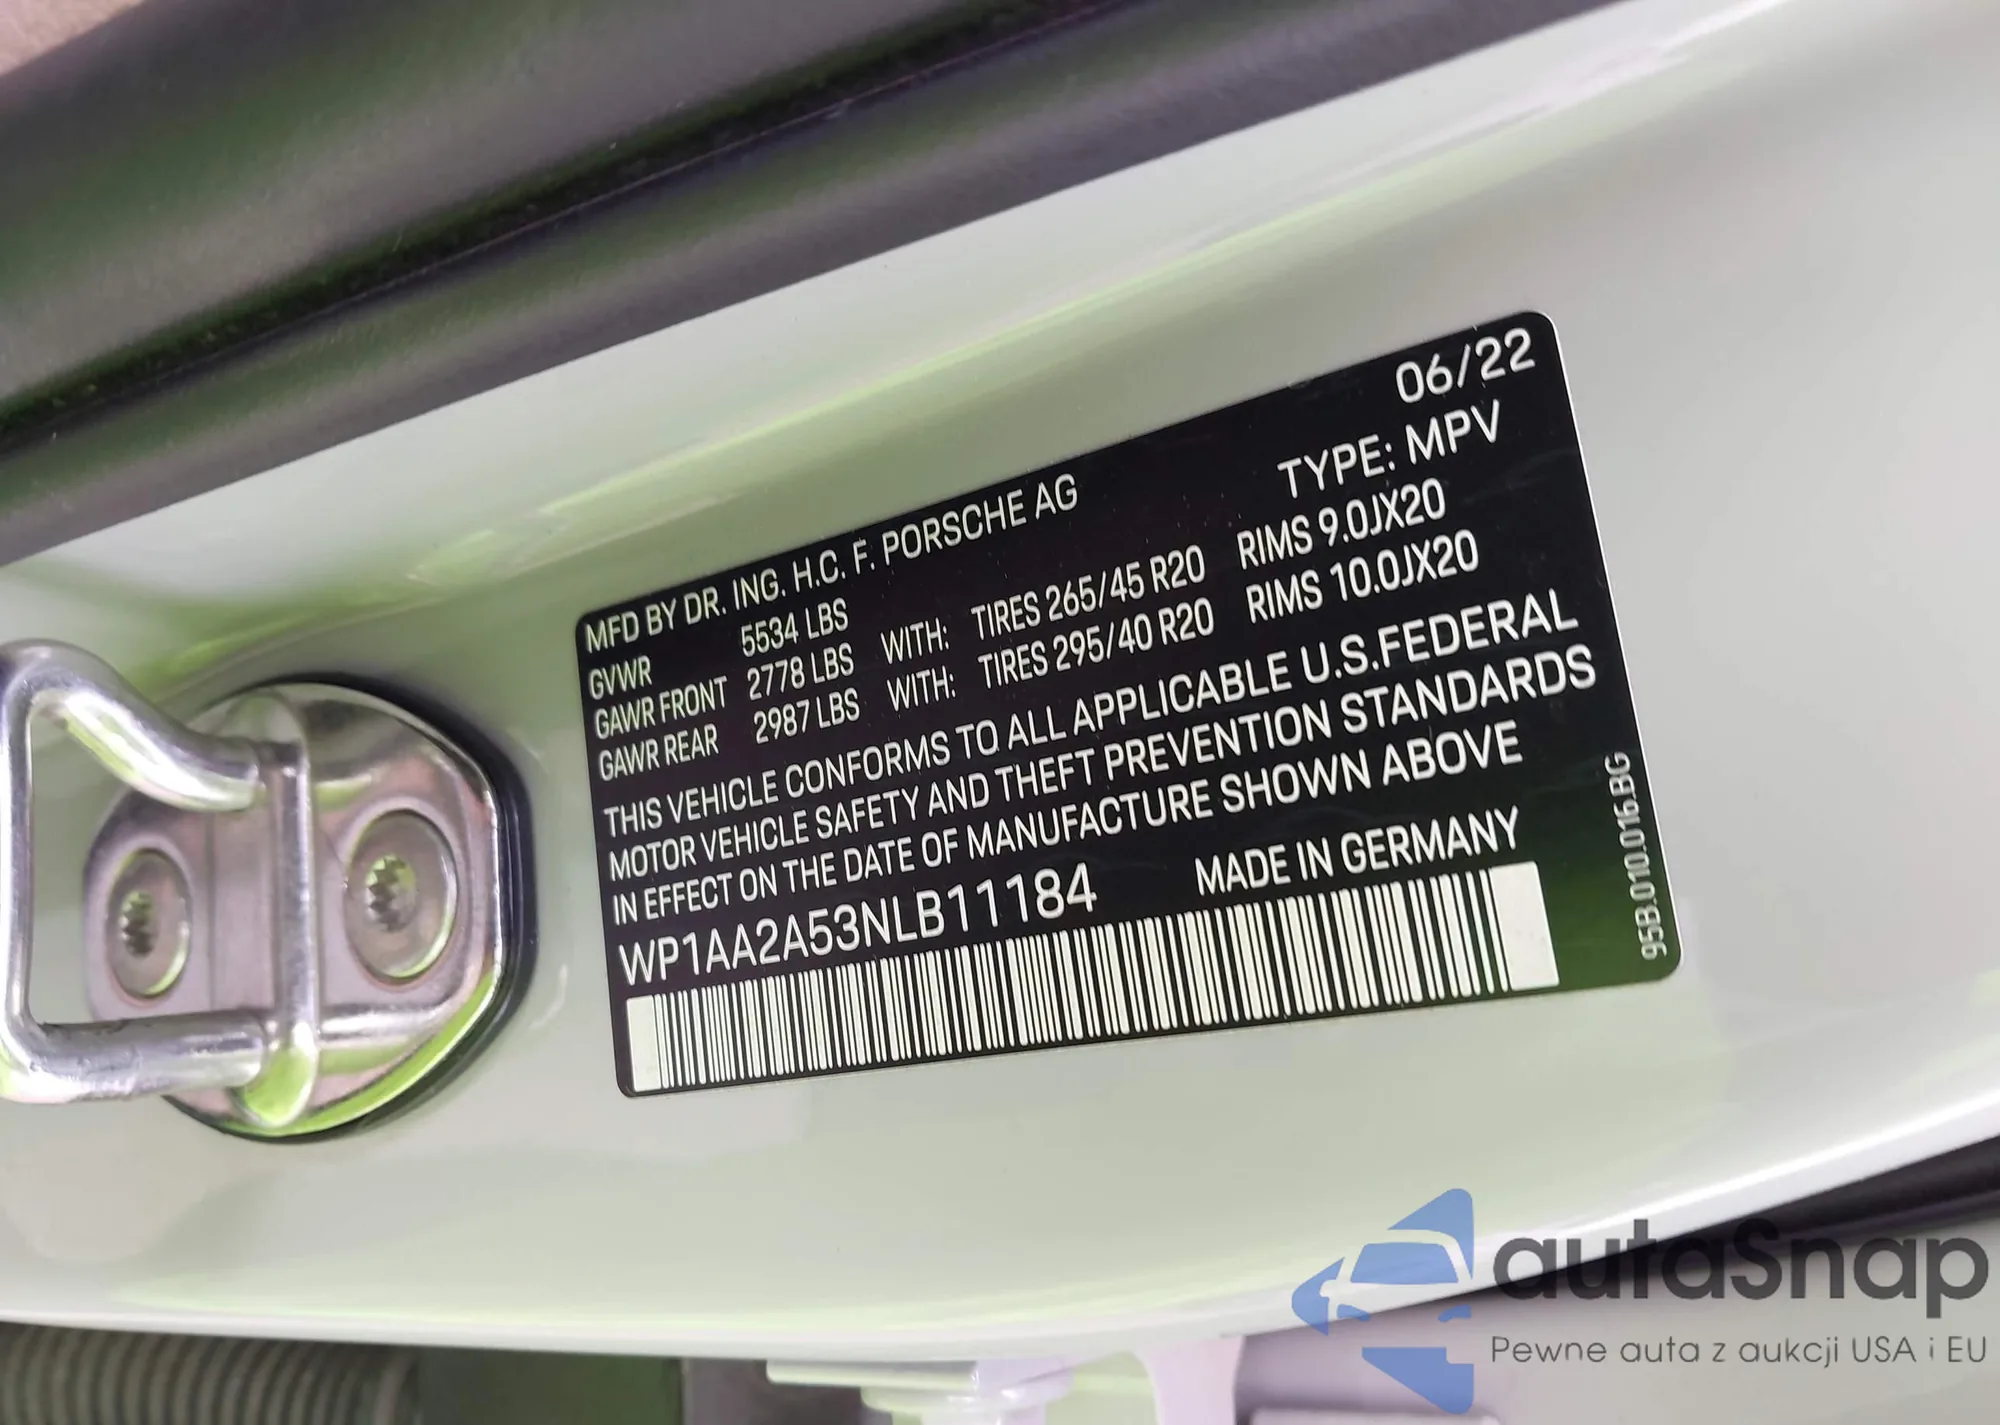 06/22
MFD BY DR. ING. H.C. F. PORSCHE AG TYPE: MPV
GVWR 5534 LBS
GAWR FRONT 2778 LBS WITH: TIRES 265/45 R20 RIMS 9.0JX20
GAWR REAR 2987 LBS WITH: TIRES 295/40 R20 RIMS 10.0JX20
THIS VEHICLE CONFORMS TO ALL APPLICABLE U.S.FEDERAL
MOTOR VEHICLE SAFETY AND THEFT PREVENTION STANDARDS
IN EFFECT ON THE DATE OF MANUFACTURE SHOWN ABOVE
WP1AA2A53NLB11184 MADE IN GERMANY
95B.010.016.BG
autaSnap
Pewne auta z aukcji USA i EU